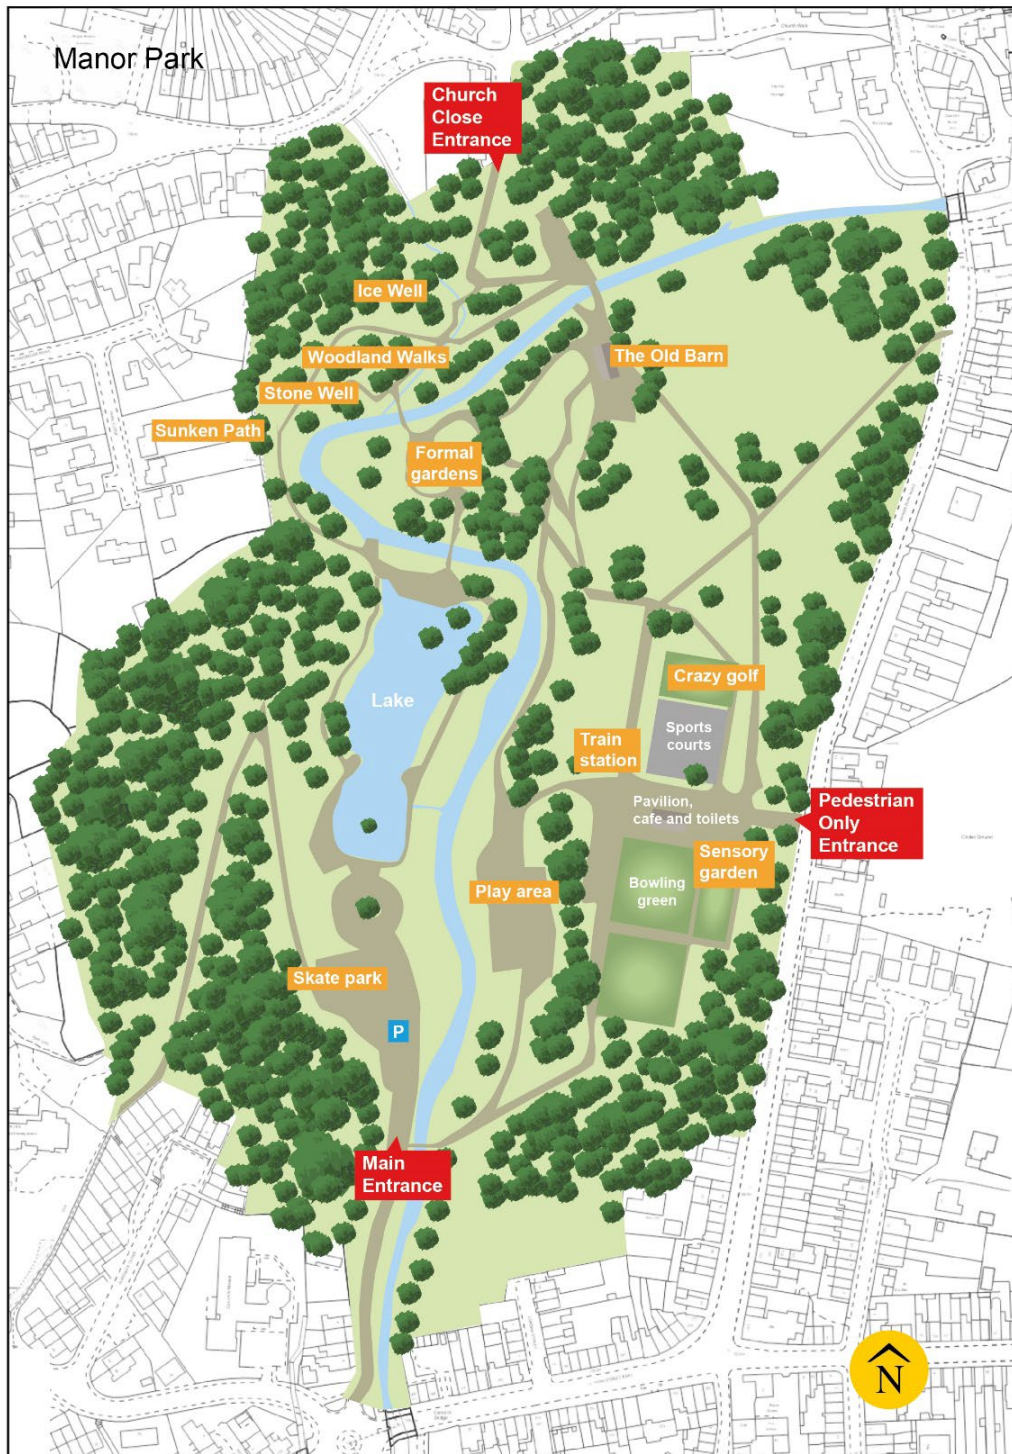 Manor Park
Church
Close
Entrance
Ice Well
Woodland Walks
The Old Barn
Stone Well
Sunken Path
Formal
gardens
Crazy golf
Lake
Sports
courts
Train
station
Pavilion,
cafe and toilets
Pedestrian
Only
Entrance
Sensory
garden
Play area
Bowling
green
Skate park
P
Main
Entrance
N